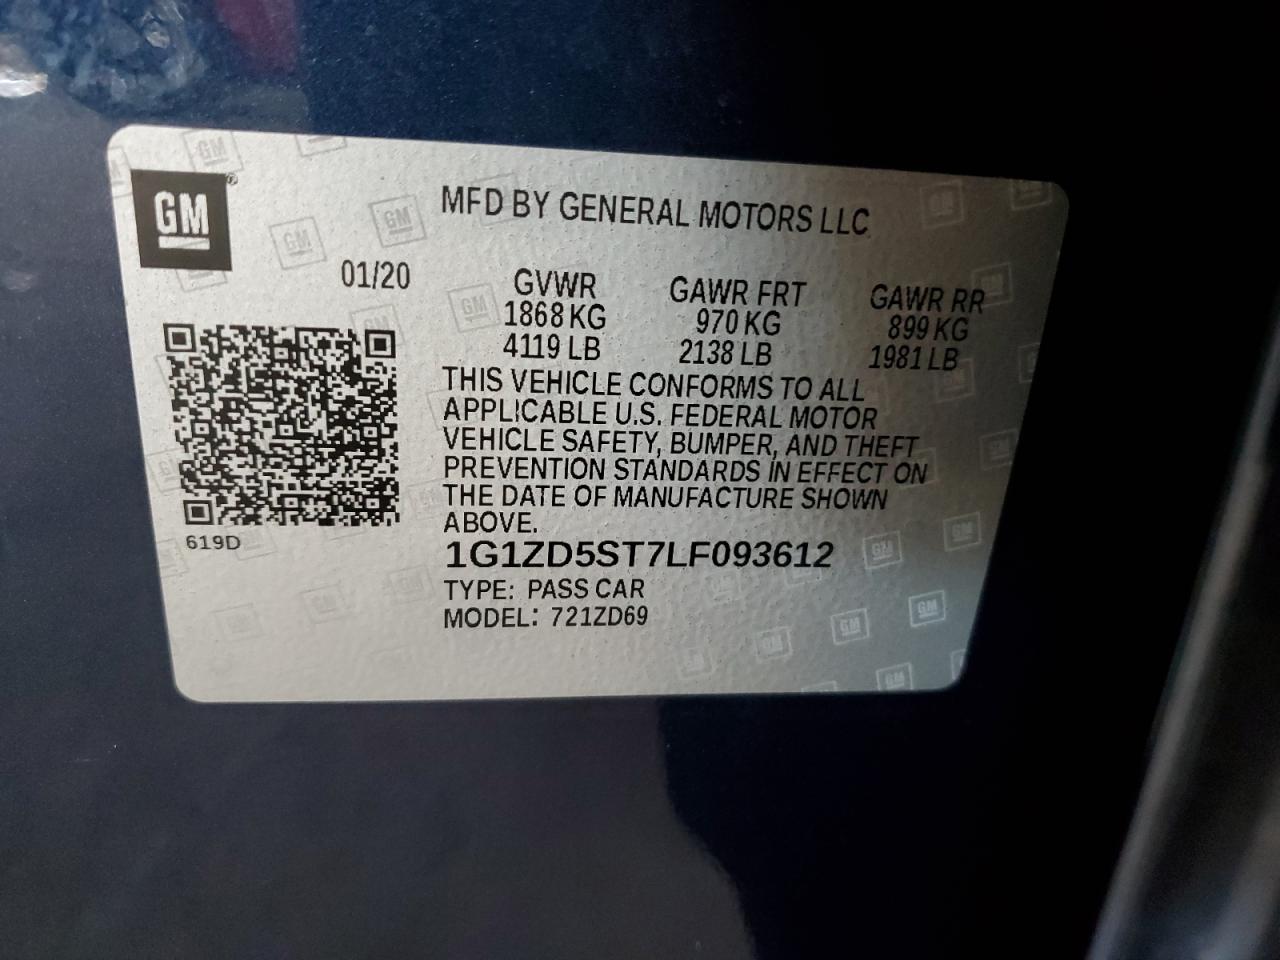 GM
MFD BY GENERAL MOTORS LLC
01/20
GVWR GAWR FRT GAWR RR
1868 KG 970 KG 899 KG
4119 LB 2138 LB 1981 LB
THIS VEHICLE CONFORMS TO ALL
APPLICABLE U.S. FEDERAL MOTOR
VEHICLE SAFETY, BUMPER, AND THEFT
PREVENTION STANDARDS IN EFFECT ON
THE DATE OF MANUFACTURE SHOWN
ABOVE.
619D
1G1ZD5ST7LF093612
TYPE: PASS CAR
MODEL: 721ZD69